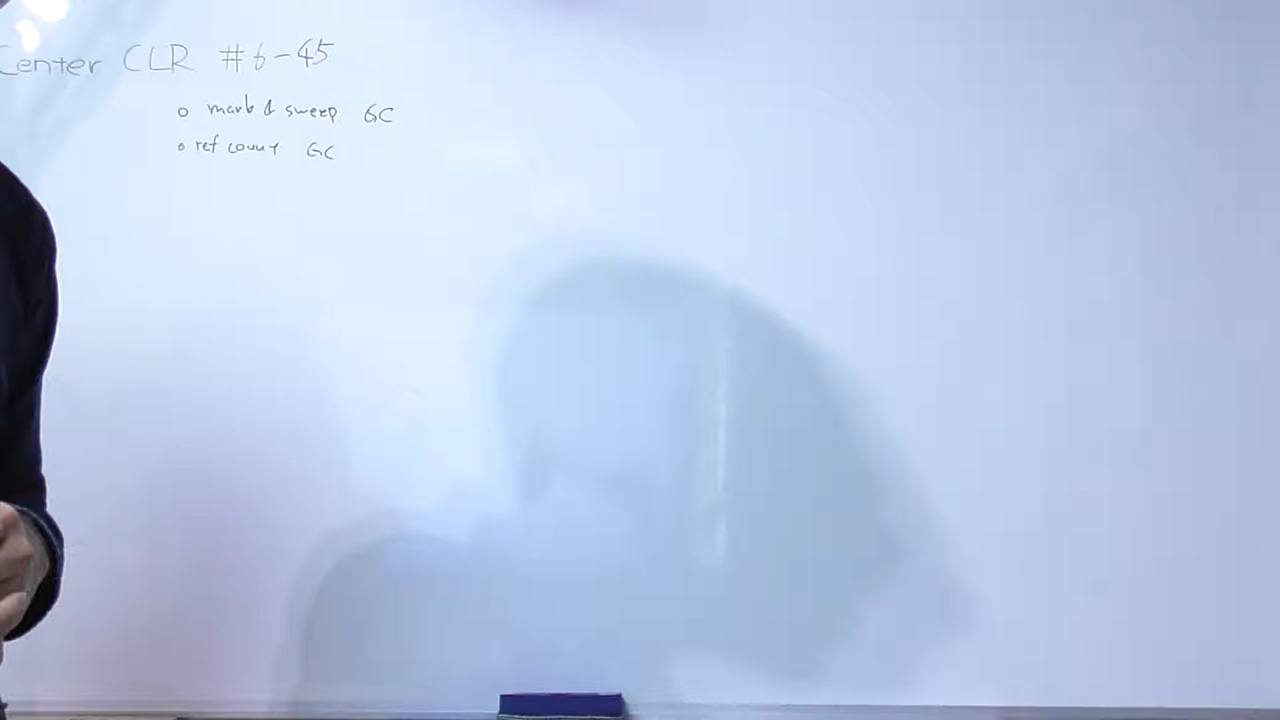 Center CLR #6-45
○ mark & sweep GC
○ ref count GC